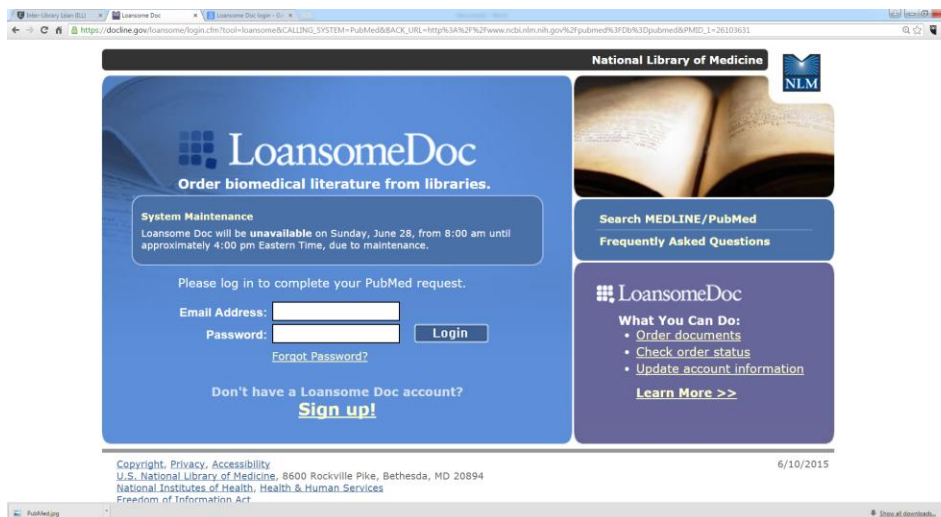 Inter-Library Loan (ILL)
Loansome Doc
Loansome Doc login - G
https://docline.gov/loansome/login.cfm?tool=loansome&CALLING_SYSTEM=PubMed&BACK_URL=http%3A%2F%2Fwww.ncbi.nlm.nih.gov%2Fpubmed%3FDb%3Dpubmed&PMID_1=26103631
National Library of Medicine
NLM
LoansomeDoc
Order biomedical literature from libraries.
System Maintenance
Loansome Doc will be unavailable on Sunday, June 28, from 8:00 am until
approximately 4:00 pm Eastern Time, due to maintenance.
Please log in to complete your PubMed request.
Email Address:
Password:
Login
Forgot Password?
Don't have a Loansome Doc account?
Sign up!
Search MEDLINE/PubMed
Frequently Asked Questions
LoansomeDoc
What You Can Do:
• Order documents
• Check order status
• Update account information
Learn More >>
Copyright, Privacy, Accessibility
U.S. National Library of Medicine, 8600 Rockville Pike, Bethesda, MD 20894
National Institutes of Health, Health & Human Services
Freedom of Information Act
6/10/2015
PubMed.jpg
Show all downloads...